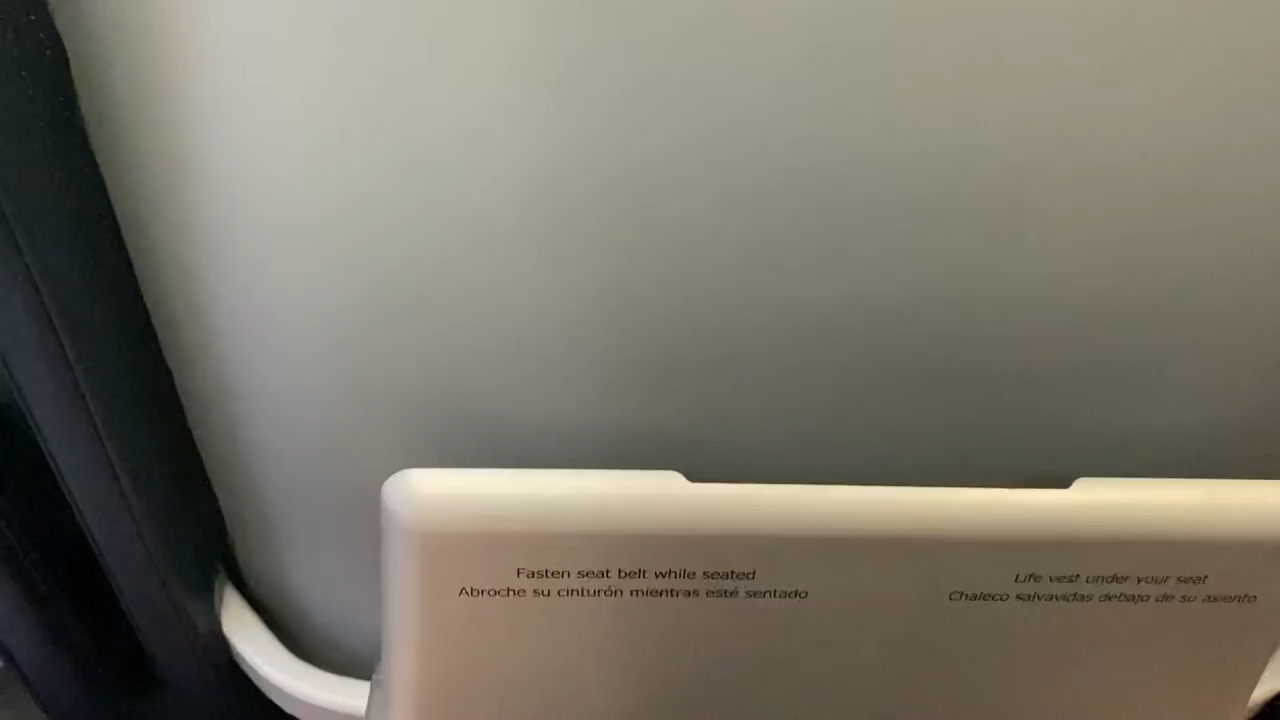 Fasten seat belt while seated
Abroche su cinturón mientras esté sentado
Life vest under your seat
Chaleco salvavidas debajo de su asiento